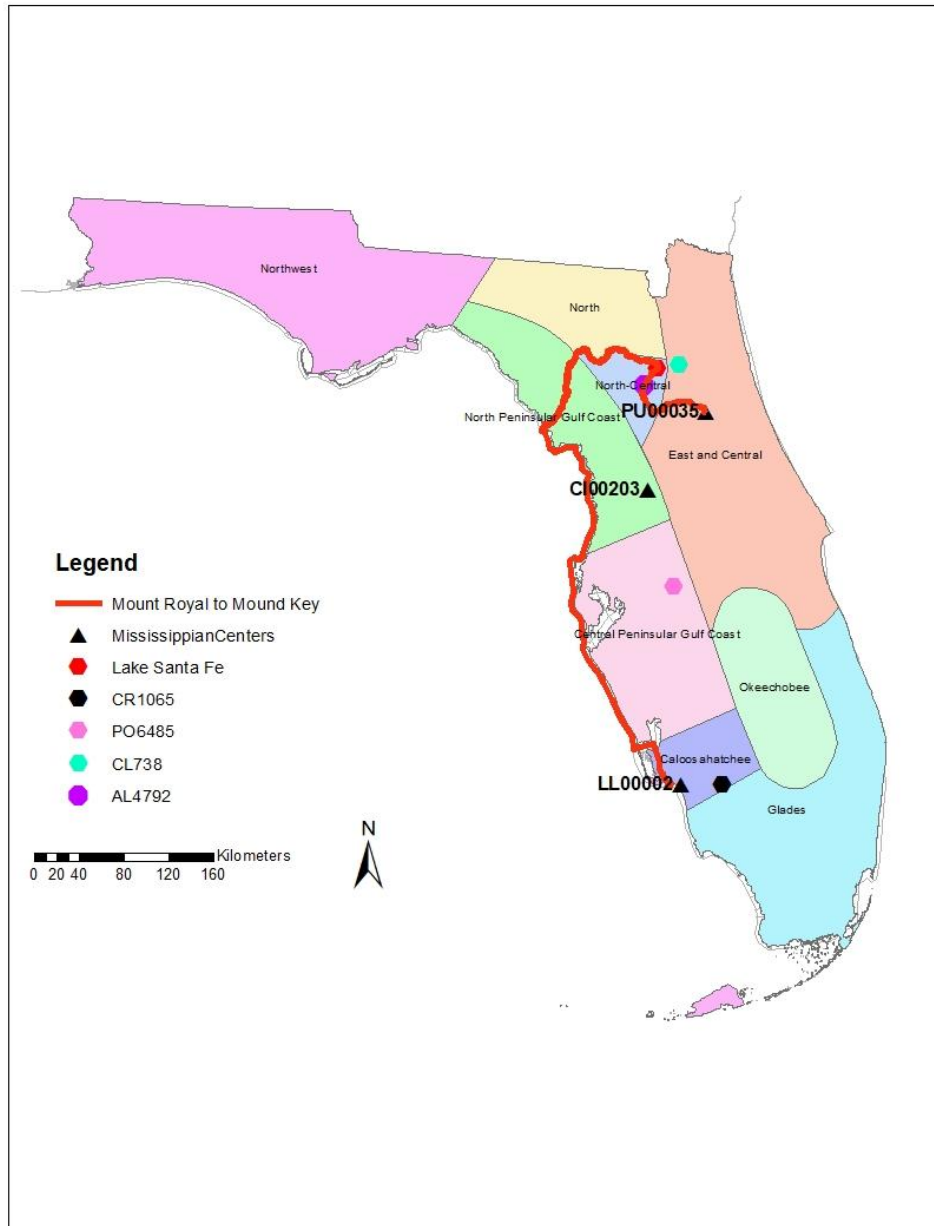 Northwest
North
North-Central
PU00035
North Peninsular Gulf Coast
East and Central
CI00203
Central Peninsular Gulf Coast
Okeechobee
Caloosahatchee
LL00002
Glades
Legend
Mount Royal to Mound Key
MississippianCenters
Lake Santa Fe
CR1065
PO6485
CL738
AL4792
Kilometers
0 20 40 80 120 160
N